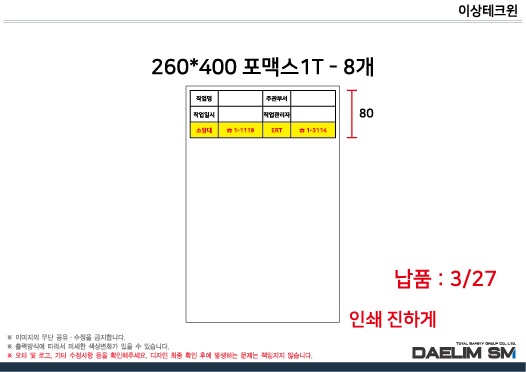 이상테크윈
260*400 포맥스1T - 8개
작업명 주관부서
작업일시 작업관리자
소방대 ☎ 1-1119 ERT ☎ 1-3114
80
납품 : 3/27
인쇄 진하게
※ 이미지의 무단 공유 · 수정을 금지합니다.
※ 출력방식에 따라서 미세한 색상변화가 있을 수 있습니다.
※ 오타 및 로고, 기타 수정사항 등을 확인해주세요. 디자인 최종 확인 후에 발생하는 문제는 책임지지 않습니다.
TOTAL SAFETY GROUP CO., LTD.
DAELIM SM